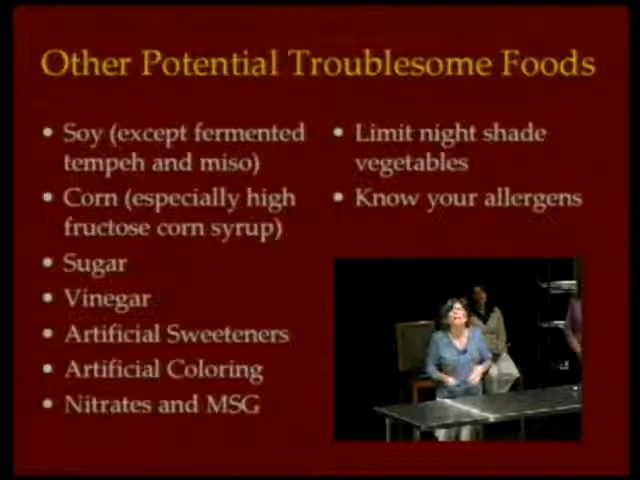 Other Potential Troublesome Foods
• Soy (except fermented
tempeh and miso)
• Corn (especially high
fructose corn syrup)
• Sugar
• Vinegar
• Artificial Sweeteners
• Artificial Coloring
• Nitrates and MSG
• Limit night shade
vegetables
• Know your allergens